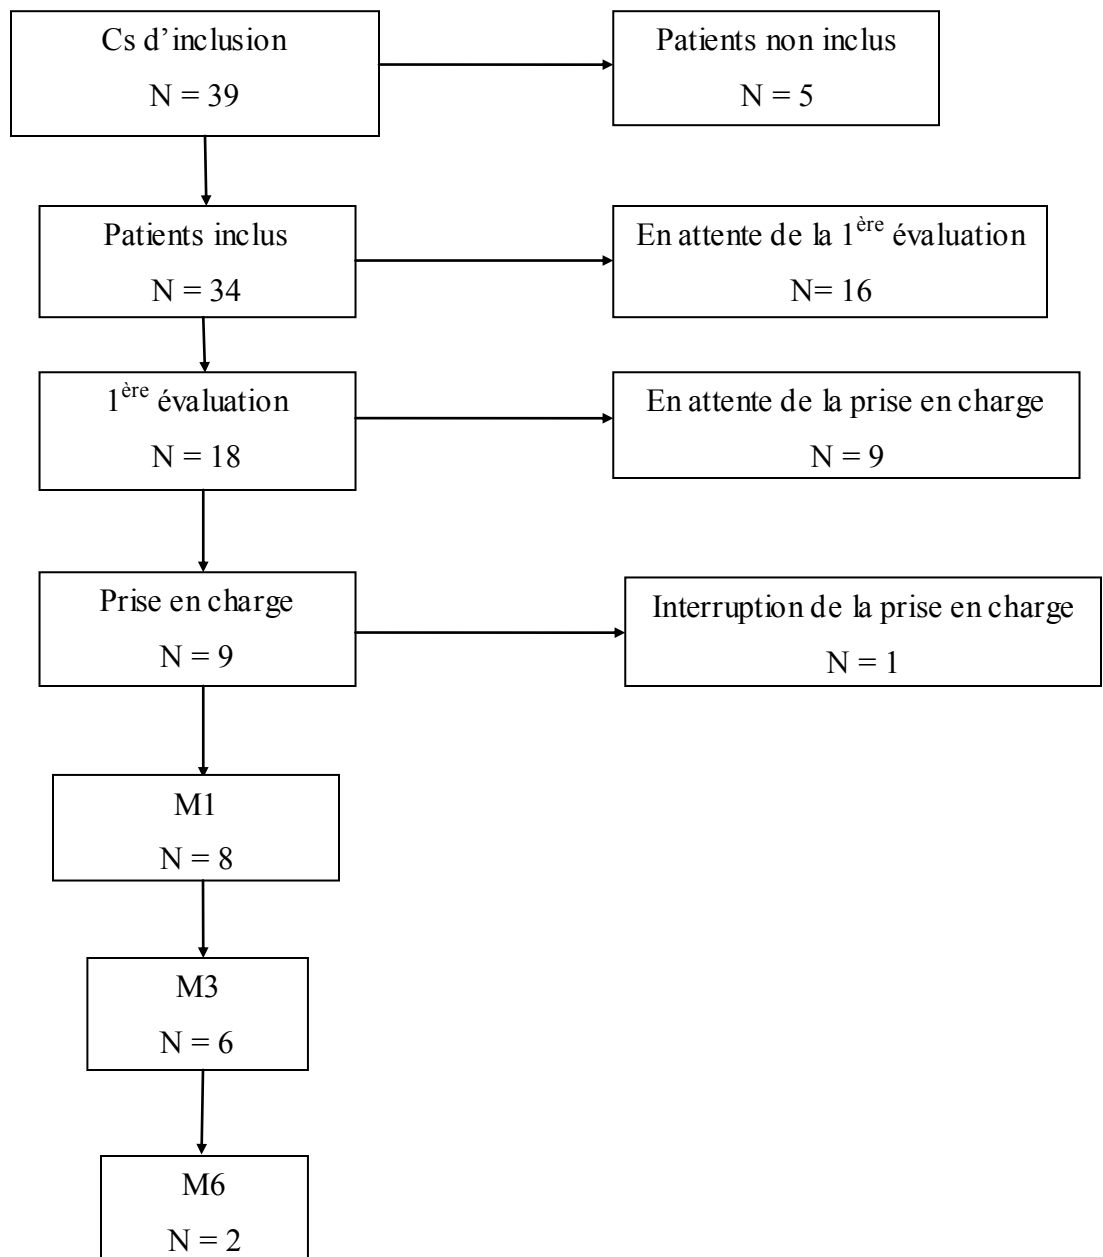 Cs d'inclusion
N = 39
Patients non inclus
N = 5
Patients inclus
N = 34
En attente de la 1ère évaluation
N= 16
1ère évaluation
N = 18
En attente de la prise en charge
N = 9
Prise en charge
N = 9
Interruption de la prise en charge
N = 1
M1
N = 8
M3
N = 6
M6
N = 2